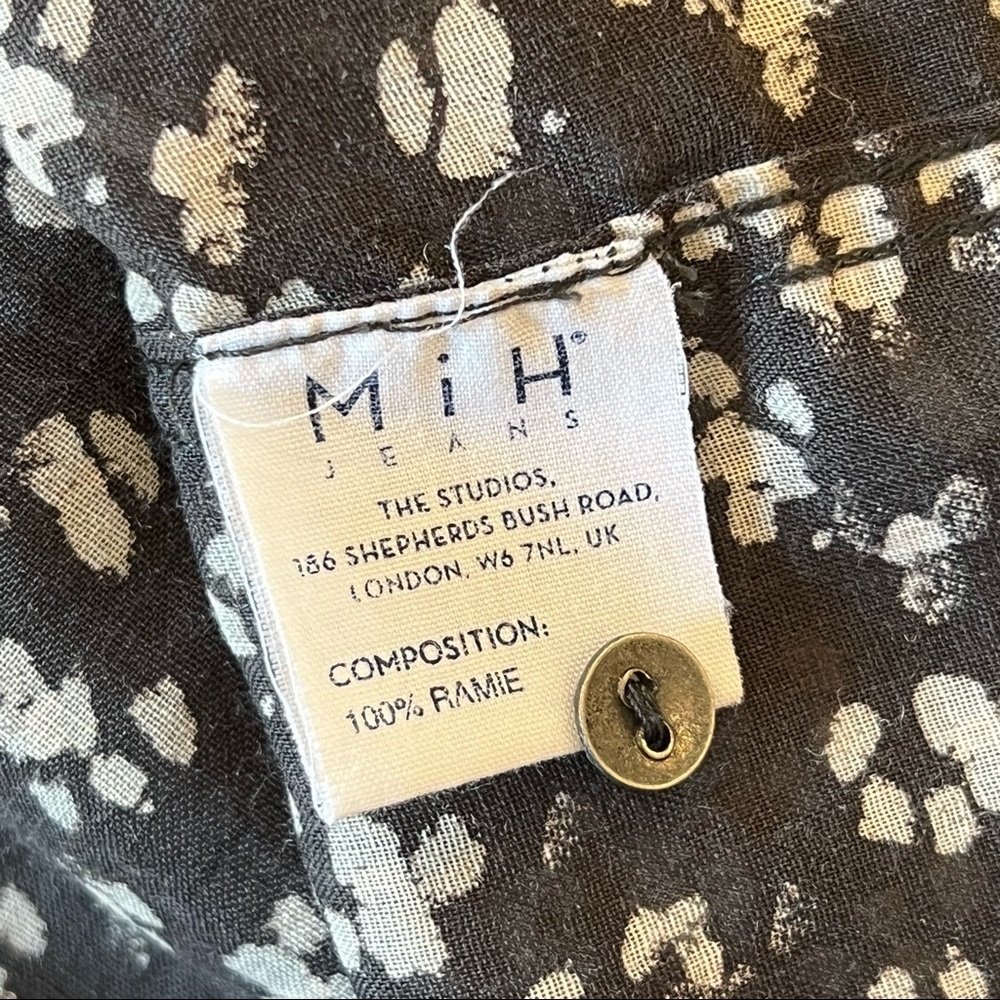 MiH®
JEANS
THE STUDIOS,
186 SHEPHERDS BUSH ROAD,
LONDON, W6 7NL, UK
COMPOSITION:
100% RAMIE